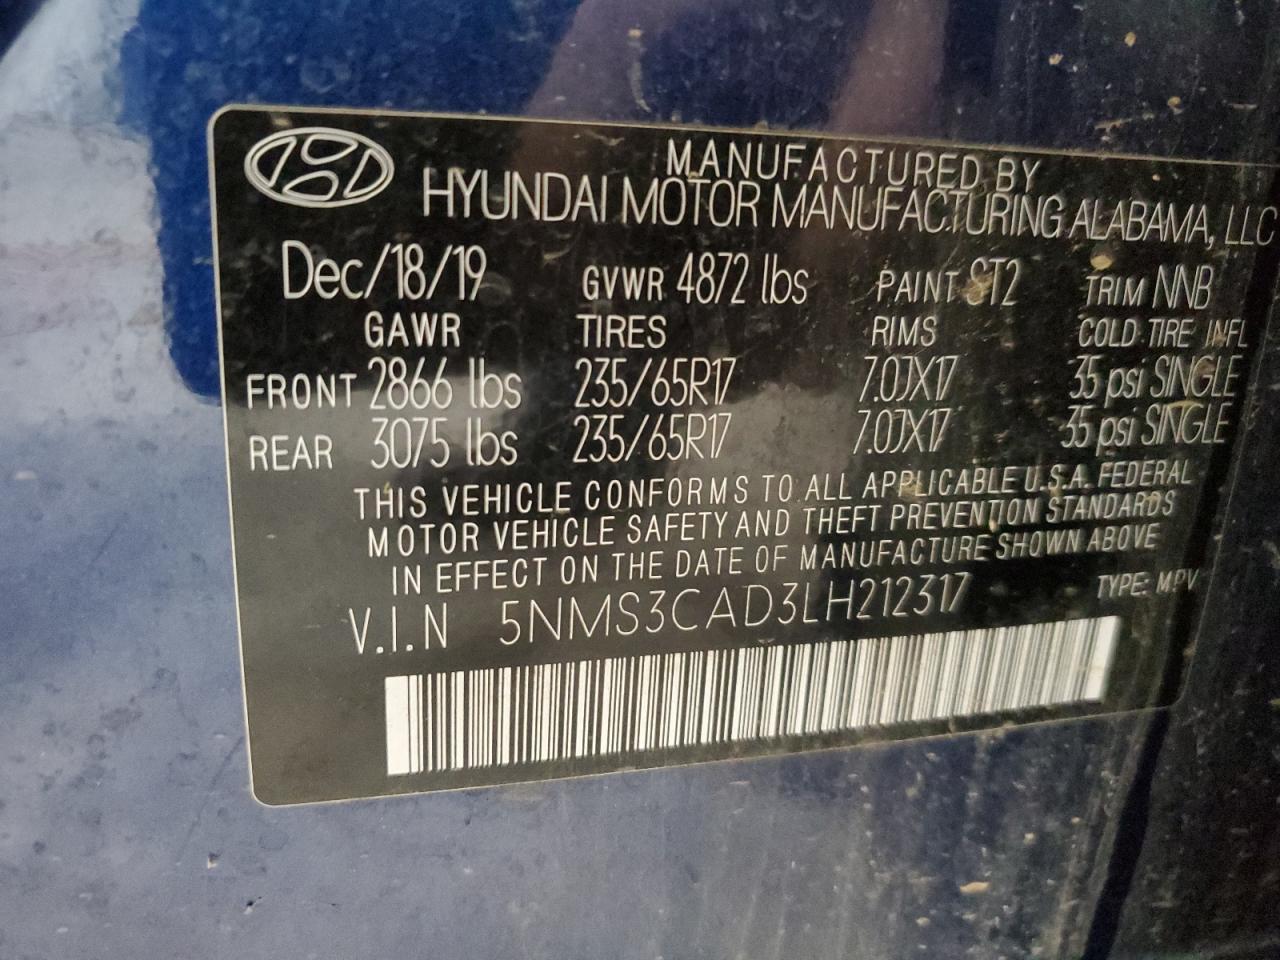 MANUFACTURED BY
HYUNDAI MOTOR MANUFACTURING ALABAMA, LLC
Dec/18/19 GVWR 4872 lbs PAINT ST2 TRIM NNB
GAWR TIRES RIMS COLD TIRE INFL
FRONT 2866 lbs 235/65R17 7.0JX17 35 psi SINGLE
REAR 3075 lbs 235/65R17 7.0JX17 35 psi SINGLE
THIS VEHICLE CONFORMS TO ALL APPLICABLE U.S.A. FEDERAL
MOTOR VEHICLE SAFETY AND THEFT PREVENTION STANDARDS
IN EFFECT ON THE DATE OF MANUFACTURE SHOWN ABOVE
V.I.N 5NMS3CAD3LH212317 TYPE: MPV